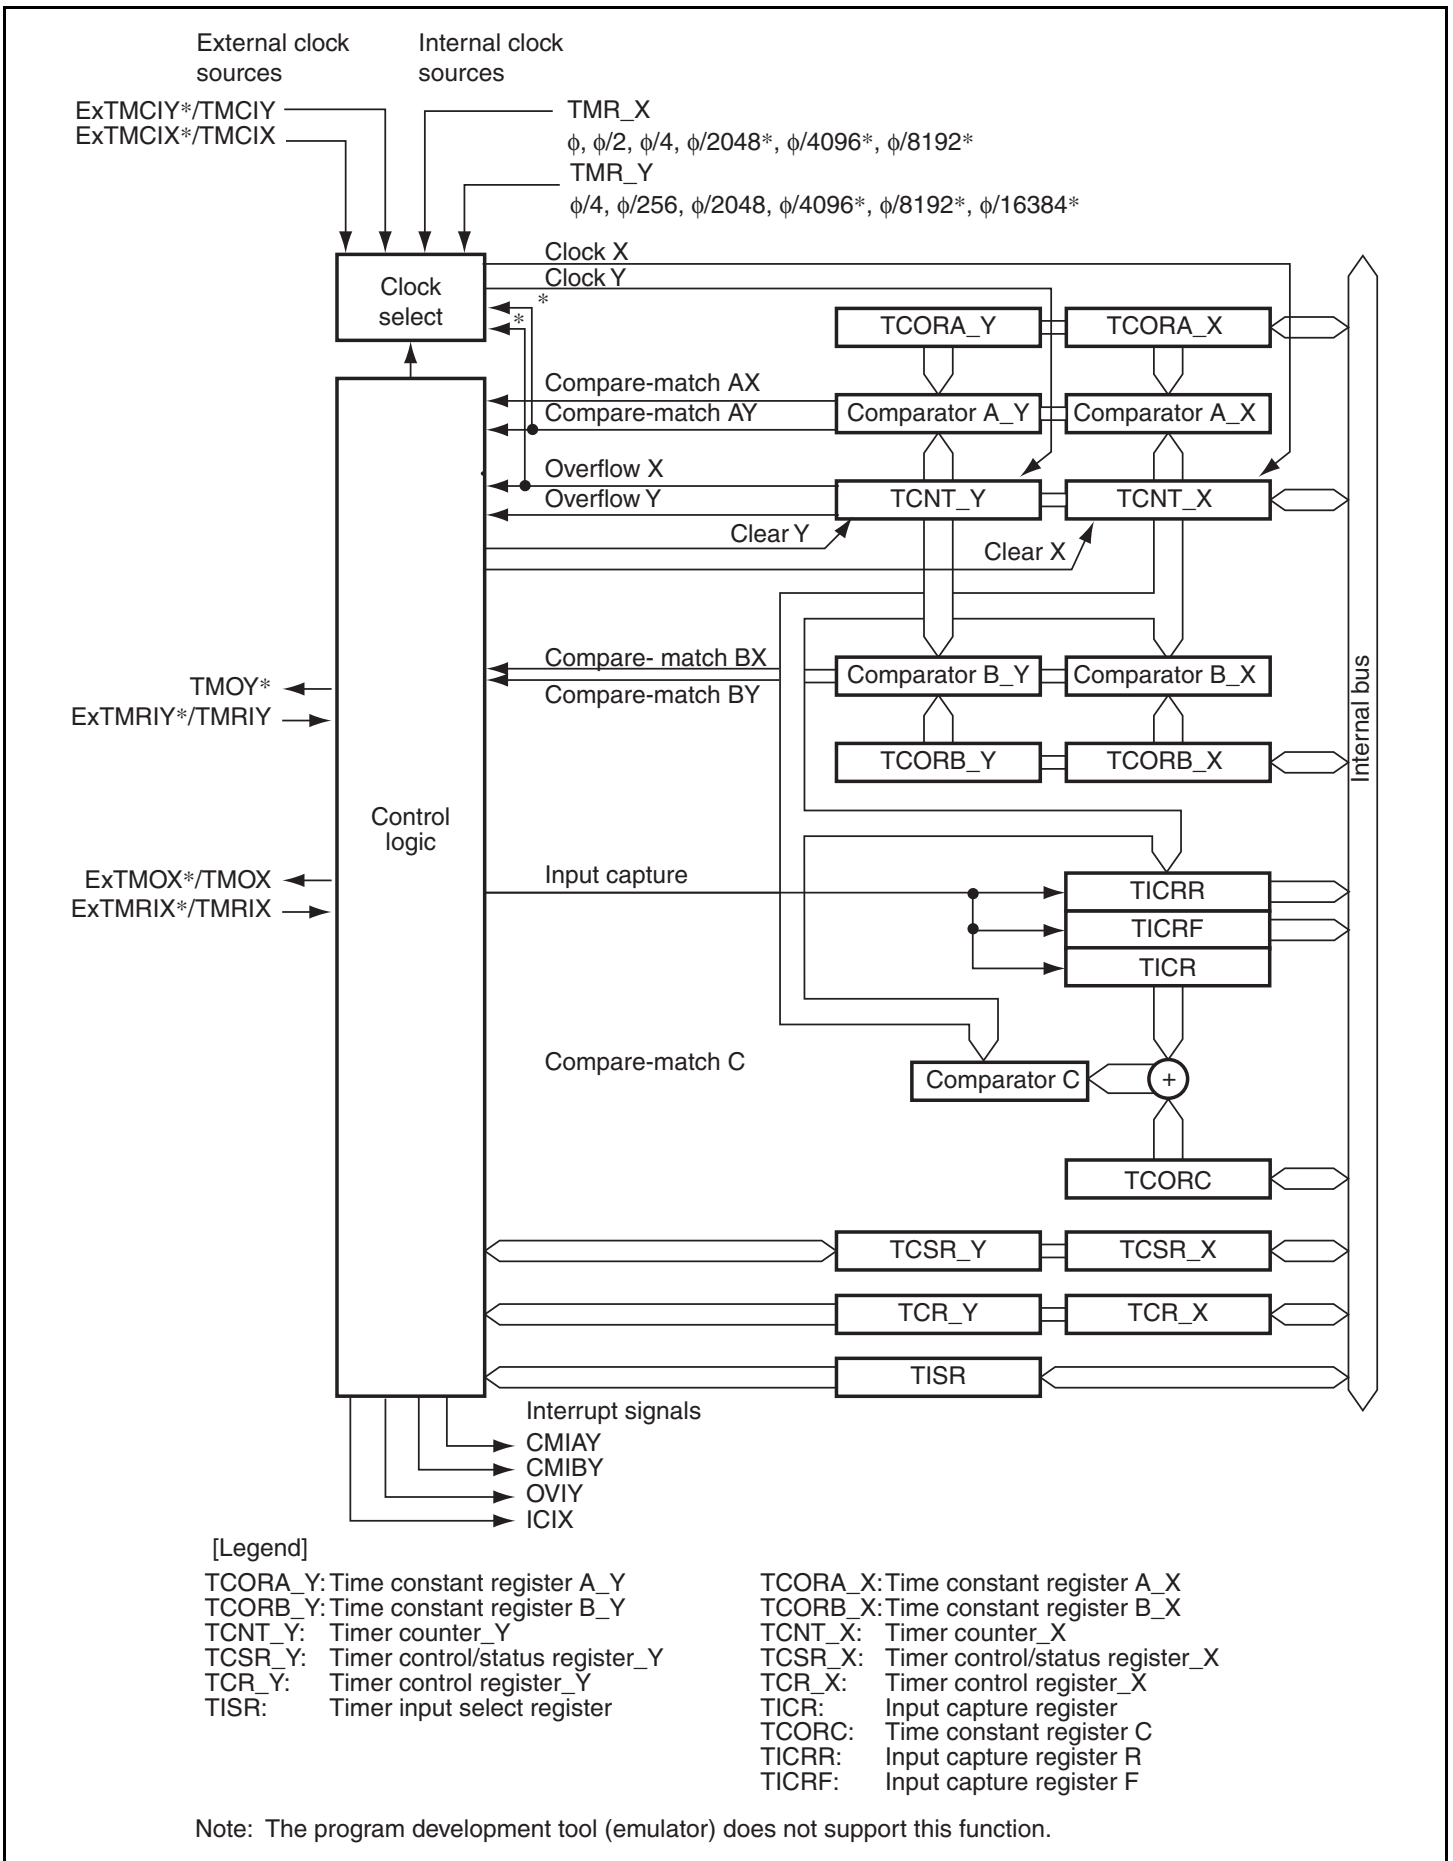 External clock
sources
Internal clock
sources
ExTMCIY*/TMCIY
ExTMCIX*/TMCIX
TMR_X
ϕ, ϕ/2, ϕ/4, ϕ/2048*, ϕ/4096*, ϕ/8192*
TMR_Y
ϕ/4, ϕ/256, ϕ/2048, ϕ/4096*, ϕ/8192*, ϕ/16384*
Clock X
Clock Y
Clock
select
*
*
TCORA_Y
TCORA_X
Compare-match AX
Compare-match AY
Comparator A_Y
Comparator A_X
Overflow X
Overflow Y
TCNT_Y
TCNT_X
Clear Y
Clear X
Compare- match BX
Compare-match BY
Comparator B_Y
Comparator B_X
TMOY*
ExTMRIY*/TMRIY
TCORB_Y
TCORB_X
Internal bus
Control
logic
ExTMOX*/TMOX
ExTMRIX*/TMRIX
Input capture
TICRR
TICRF
TICR
Compare-match C
Comparator C
+
TCORC
TCSR_Y
TCSR_X
TCR_Y
TCR_X
TISR
Interrupt signals
CMIAY
CMIBY
OVIY
ICIX
[Legend]
TCORA_Y: Time constant register A_Y
TCORB_Y: Time constant register B_Y
TCNT_Y: Timer counter_Y
TCSR_Y: Timer control/status register_Y
TCR_Y: Timer control register_Y
TISR: Timer input select register
TCORA_X: Time constant register A_X
TCORB_X: Time constant register B_X
TCNT_X: Timer counter_X
TCSR_X: Timer control/status register_X
TCR_X: Timer control register_X
TICR: Input capture register
TCORC: Time constant register C
TICRR: Input capture register R
TICRF: Input capture register F
Note: The program development tool (emulator) does not support this function.